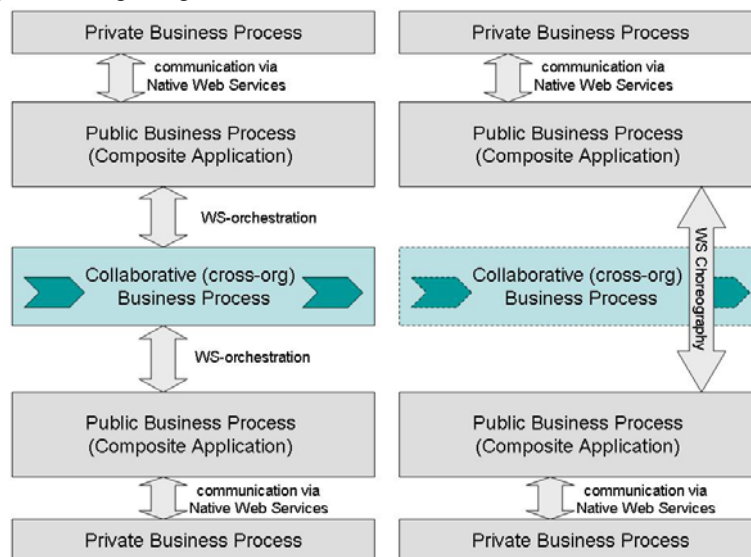 Private Business Process
communication via
Native Web Services
Public Business Process
(Composite Application)
WS-orchestration
Collaborative (cross-org)
Business Process
WS-orchestration
Public Business Process
(Composite Application)
communication via
Native Web Services
Private Business Process
Private Business Process
communication via
Native Web Services
Public Business Process
(Composite Application)
Collaborative (cross-org)
Business Process
WS Choreography
Public Business Process
(Composite Application)
communication via
Native Web Services
Private Business Process